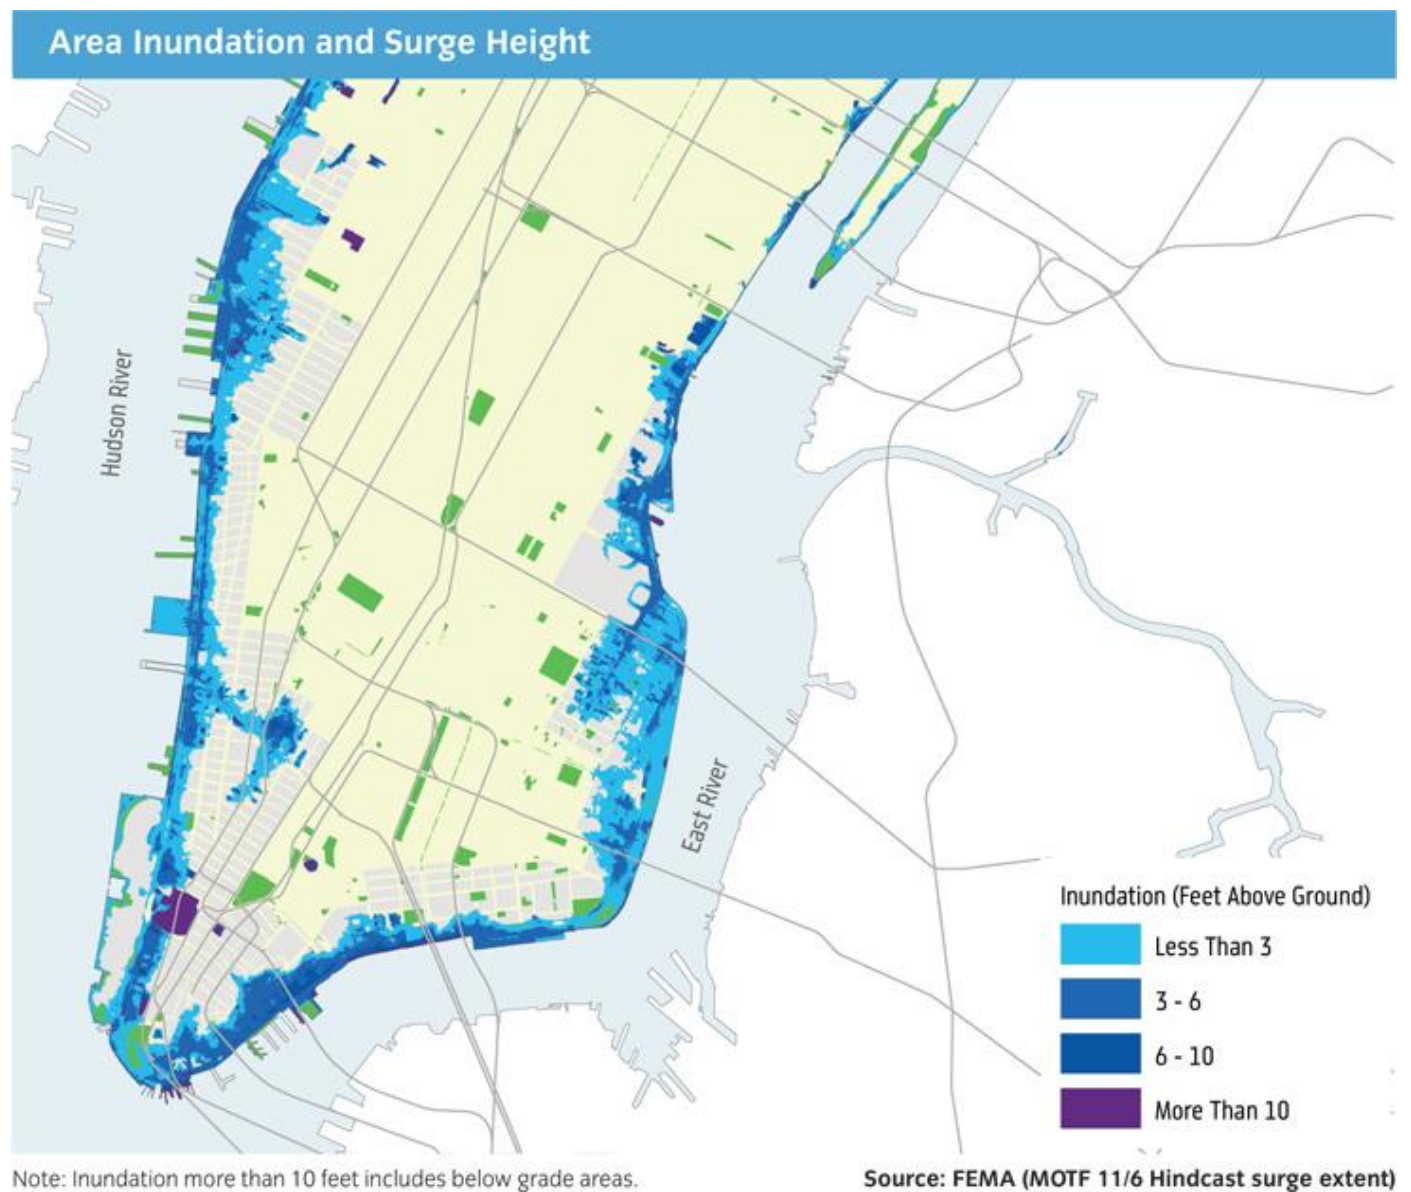 Area Inundation and Surge Height
Hudson River
East River
Inundation (Feet Above Ground)
Less Than 3
3 - 6
6 - 10
More Than 10
Note: Inundation more than 10 feet includes below grade areas.
Source: FEMA (MOTF 11/6 Hindcast surge extent)